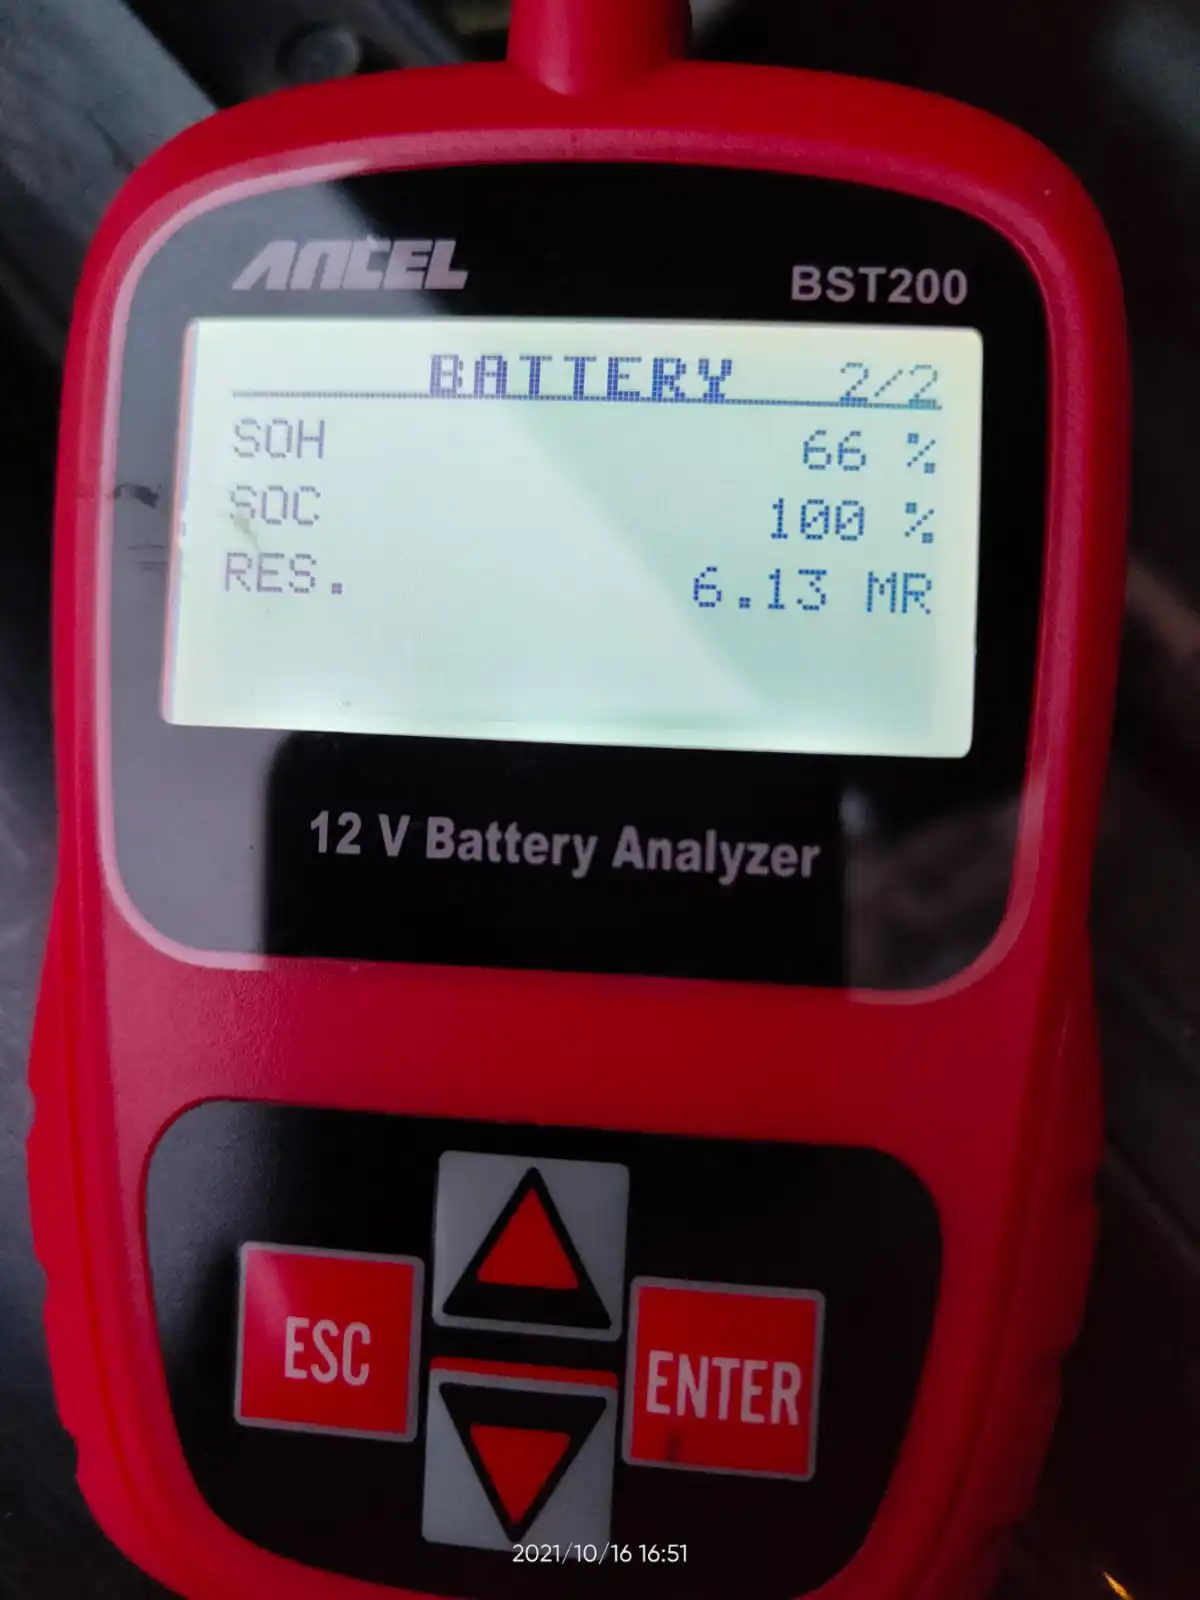 ANCEL
BST200
BATTERY 2/2
SOH 66 %
SOC 100 %
RES. 6.13 MR
12 V Battery Analyzer
ESC
ENTER
2021/10/16 16:51